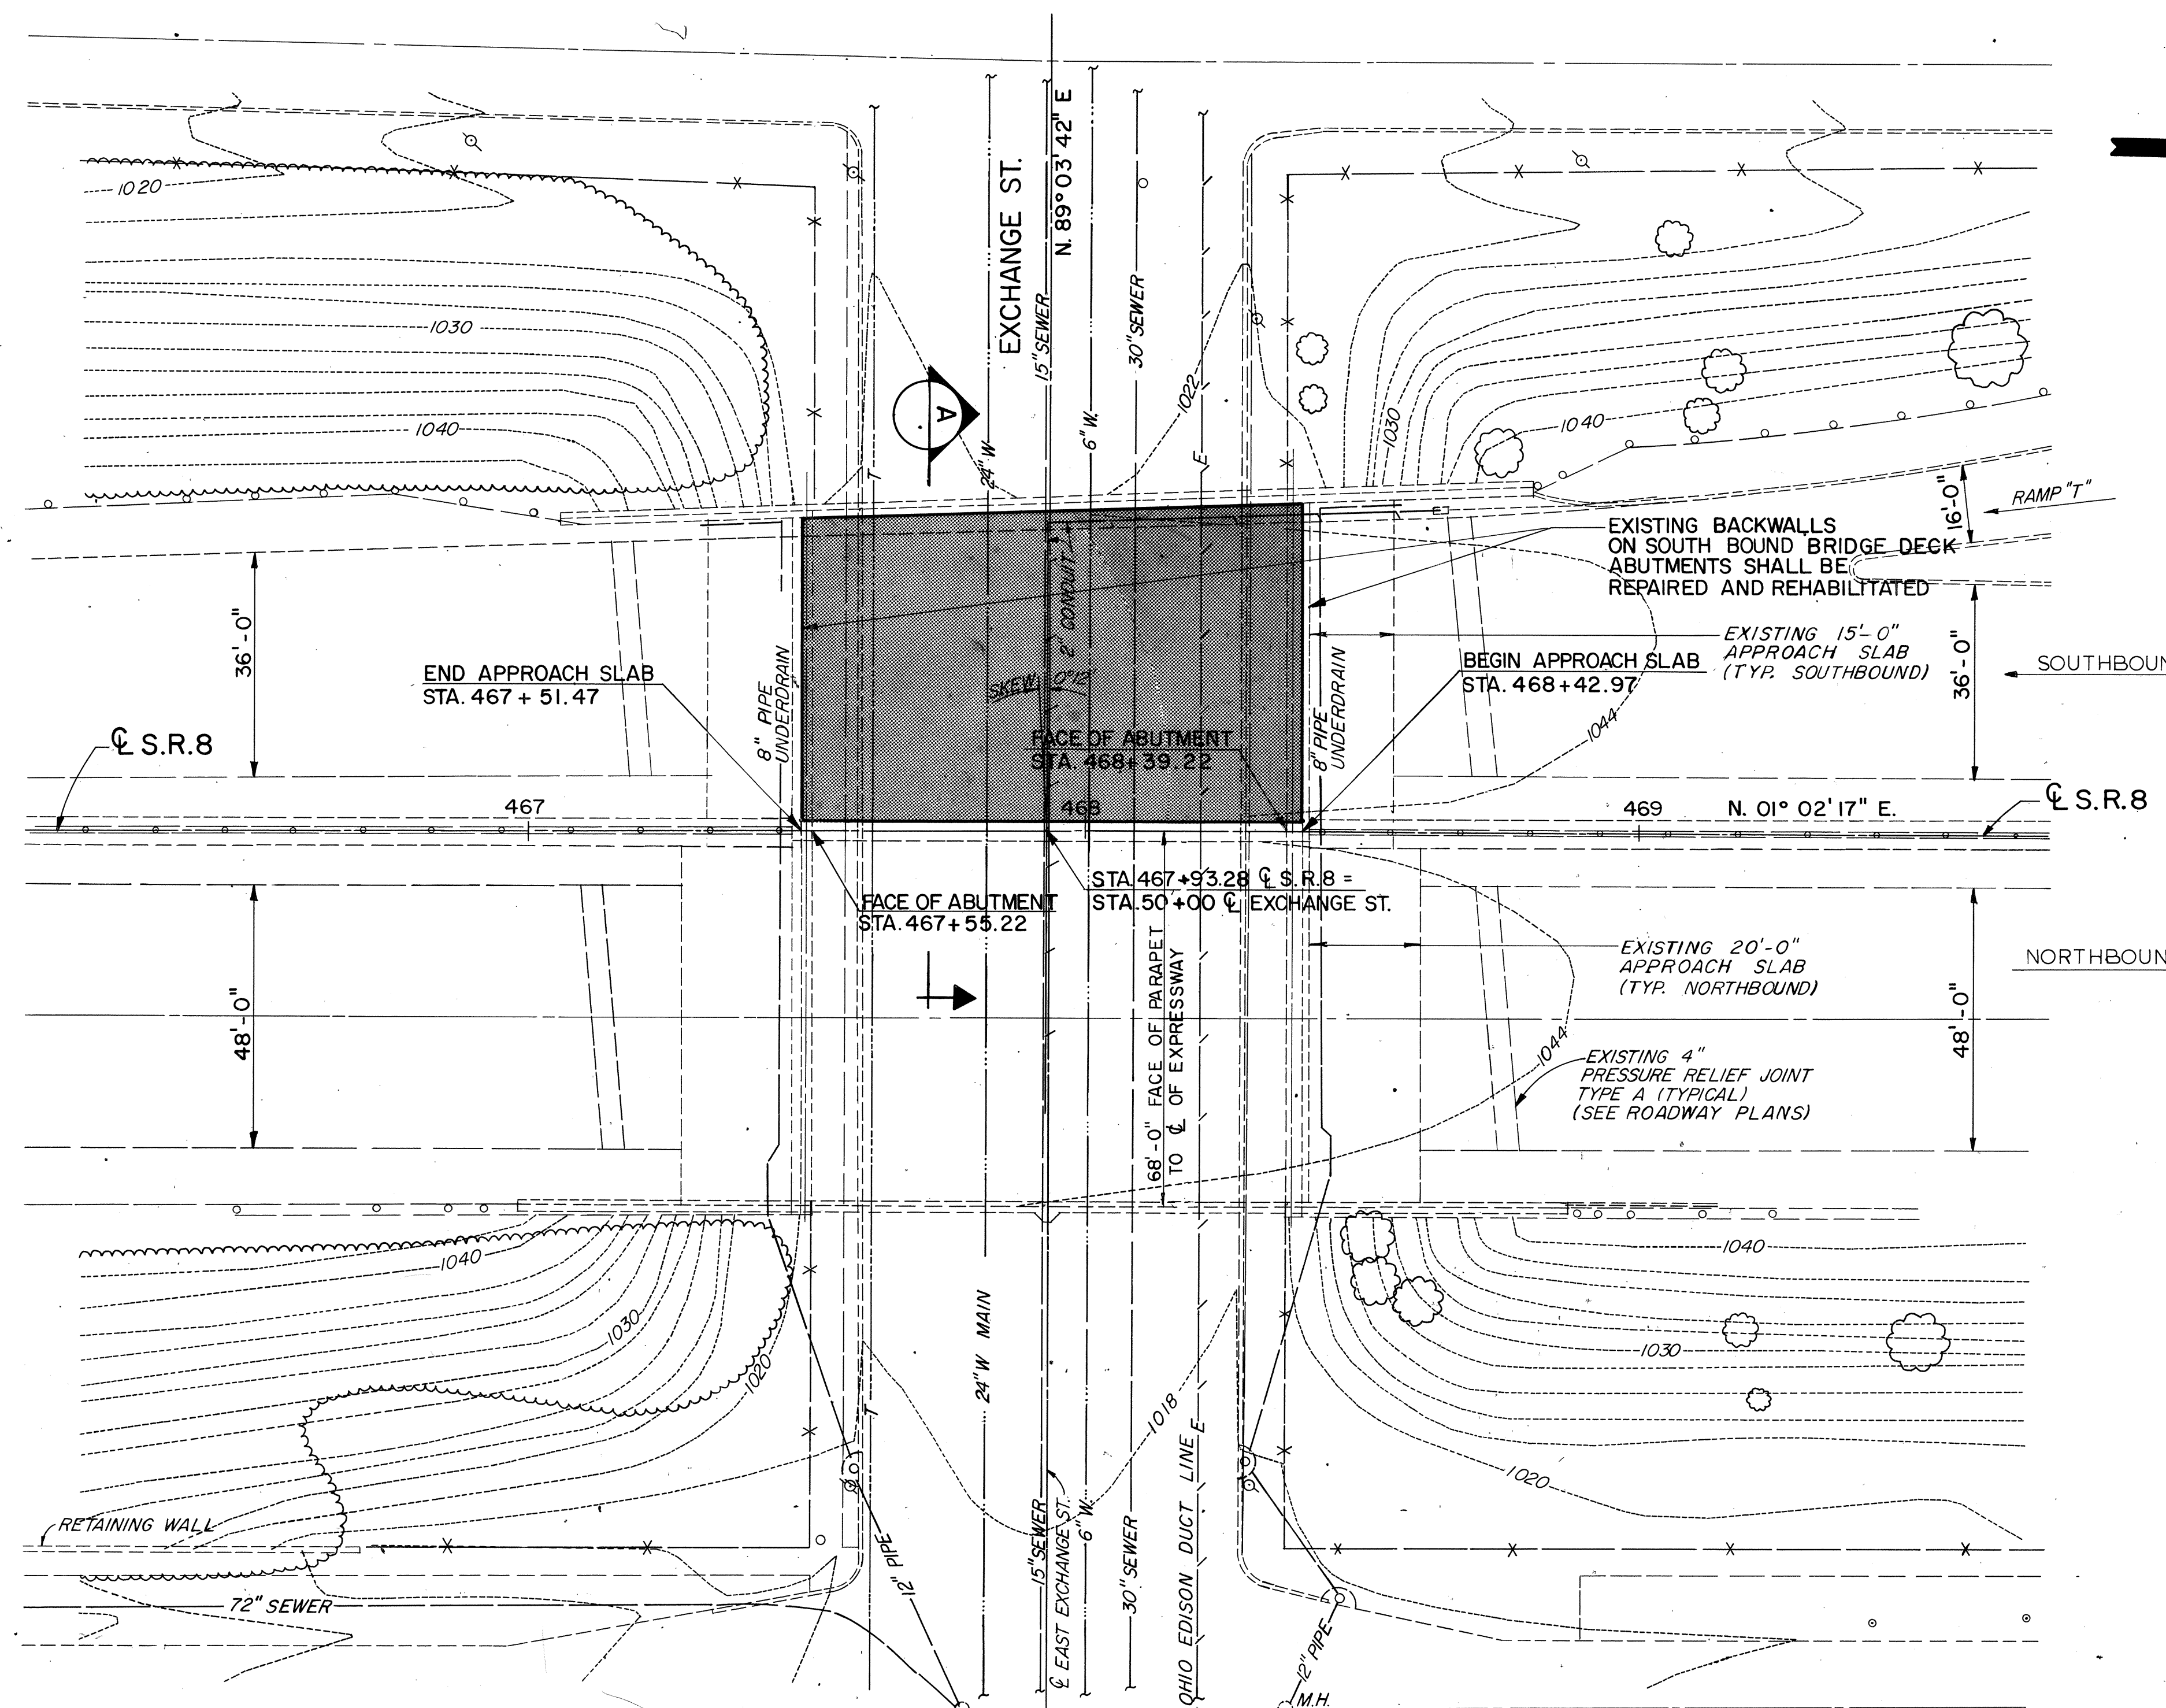 EXCHANGE ST.
N. 89° 03' 42" E
1020
1030
1040
15" SEWER
30" SEWER
24" W
6" W.
1022
T
E
A
1030
1040
16'-0"
RAMP "T"
EXISTING BACKWALLS
ON SOUTH BOUND BRIDGE DECK
ABUTMENTS SHALL BE
REPAIRED AND REHABILITATED
36'-0"
2" CONDUIT
EXISTING 15'-0"
APPROACH SLAB
(TYP. SOUTHBOUND)
END APPROACH SLAB
STA. 467 + 51.47
8" PIPE
UNDERDRAIN
SKEW 0°12'
8" PIPE
UNDERDRAIN
BEGIN APPROACH SLAB
STA. 468+42.97
36'-0"
SOUTHBOUN
1044
℄ S.R.8
FACE OF ABUTMENT
STA. 468+39.22
467
468
469
N. 01° 02' 17" E.
℄ S.R.8
FACE OF ABUTMENT
STA. 467+55.22
STA. 467+93.28 ℄ S.R.8 =
STA. 50+00 ℄ EXCHANGE ST.
68'-0" FACE OF PARAPET
TO ℄ OF EXPRESSWAY
EXISTING 20'-0"
APPROACH SLAB
(TYP. NORTHBOUND)
NORTHBOUN
48'-0"
48'-0"
1044
EXISTING 4"
PRESSURE RELIEF JOINT
TYPE A (TYPICAL)
(SEE ROADWAY PLANS)
1040
1030
1020
24" W MAIN
1018
T
E
1040
1030
1020
RETAINING WALL
72" SEWER
12" PIPE
15" SEWER
℄ EAST EXCHANGE ST.
6" W.
30" SEWER
OHIO EDISON DUCT LINE
12" PIPE
M.H.